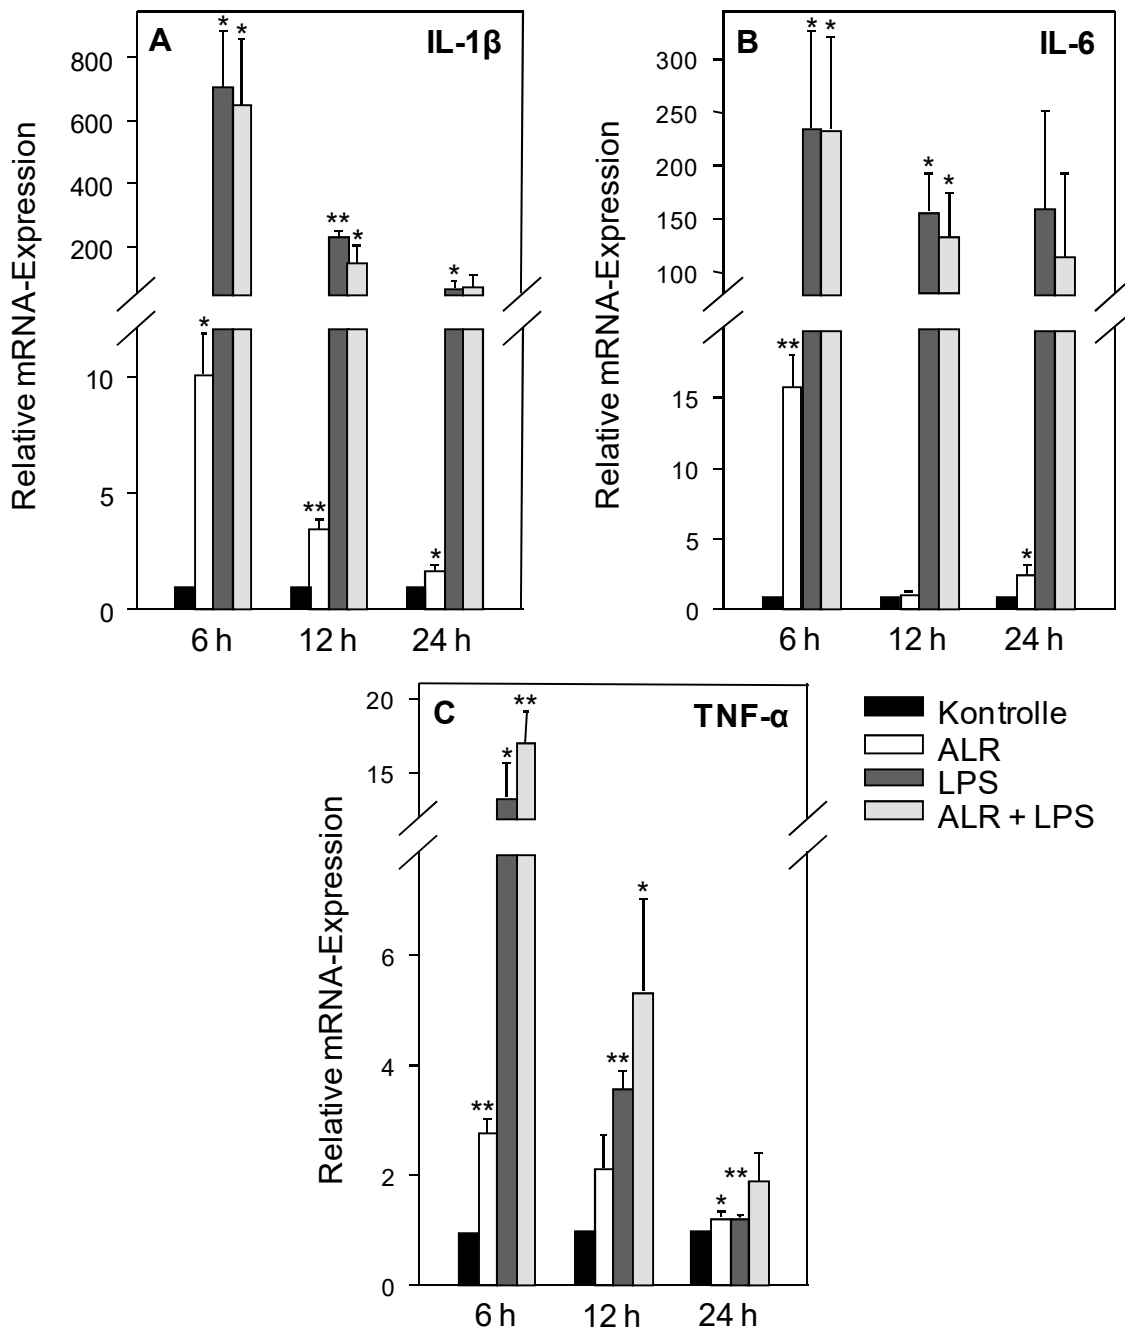 A
IL-1β
Relative mRNA-Expression
800
600
400
200
10
5
0
* *
** *
*
*
**
*
6 h
12 h
24 h
B
IL-6
Relative mRNA-Expression
300
250
200
150
100
15
10
5
0
* *
* *
**
*
6 h
12 h
24 h
C
TNF-α
Relative mRNA-Expression
20
15
6
4
2
0
* **
*
**
**
* **
6 h
12 h
24 h
Kontrolle
ALR
LPS
ALR + LPS